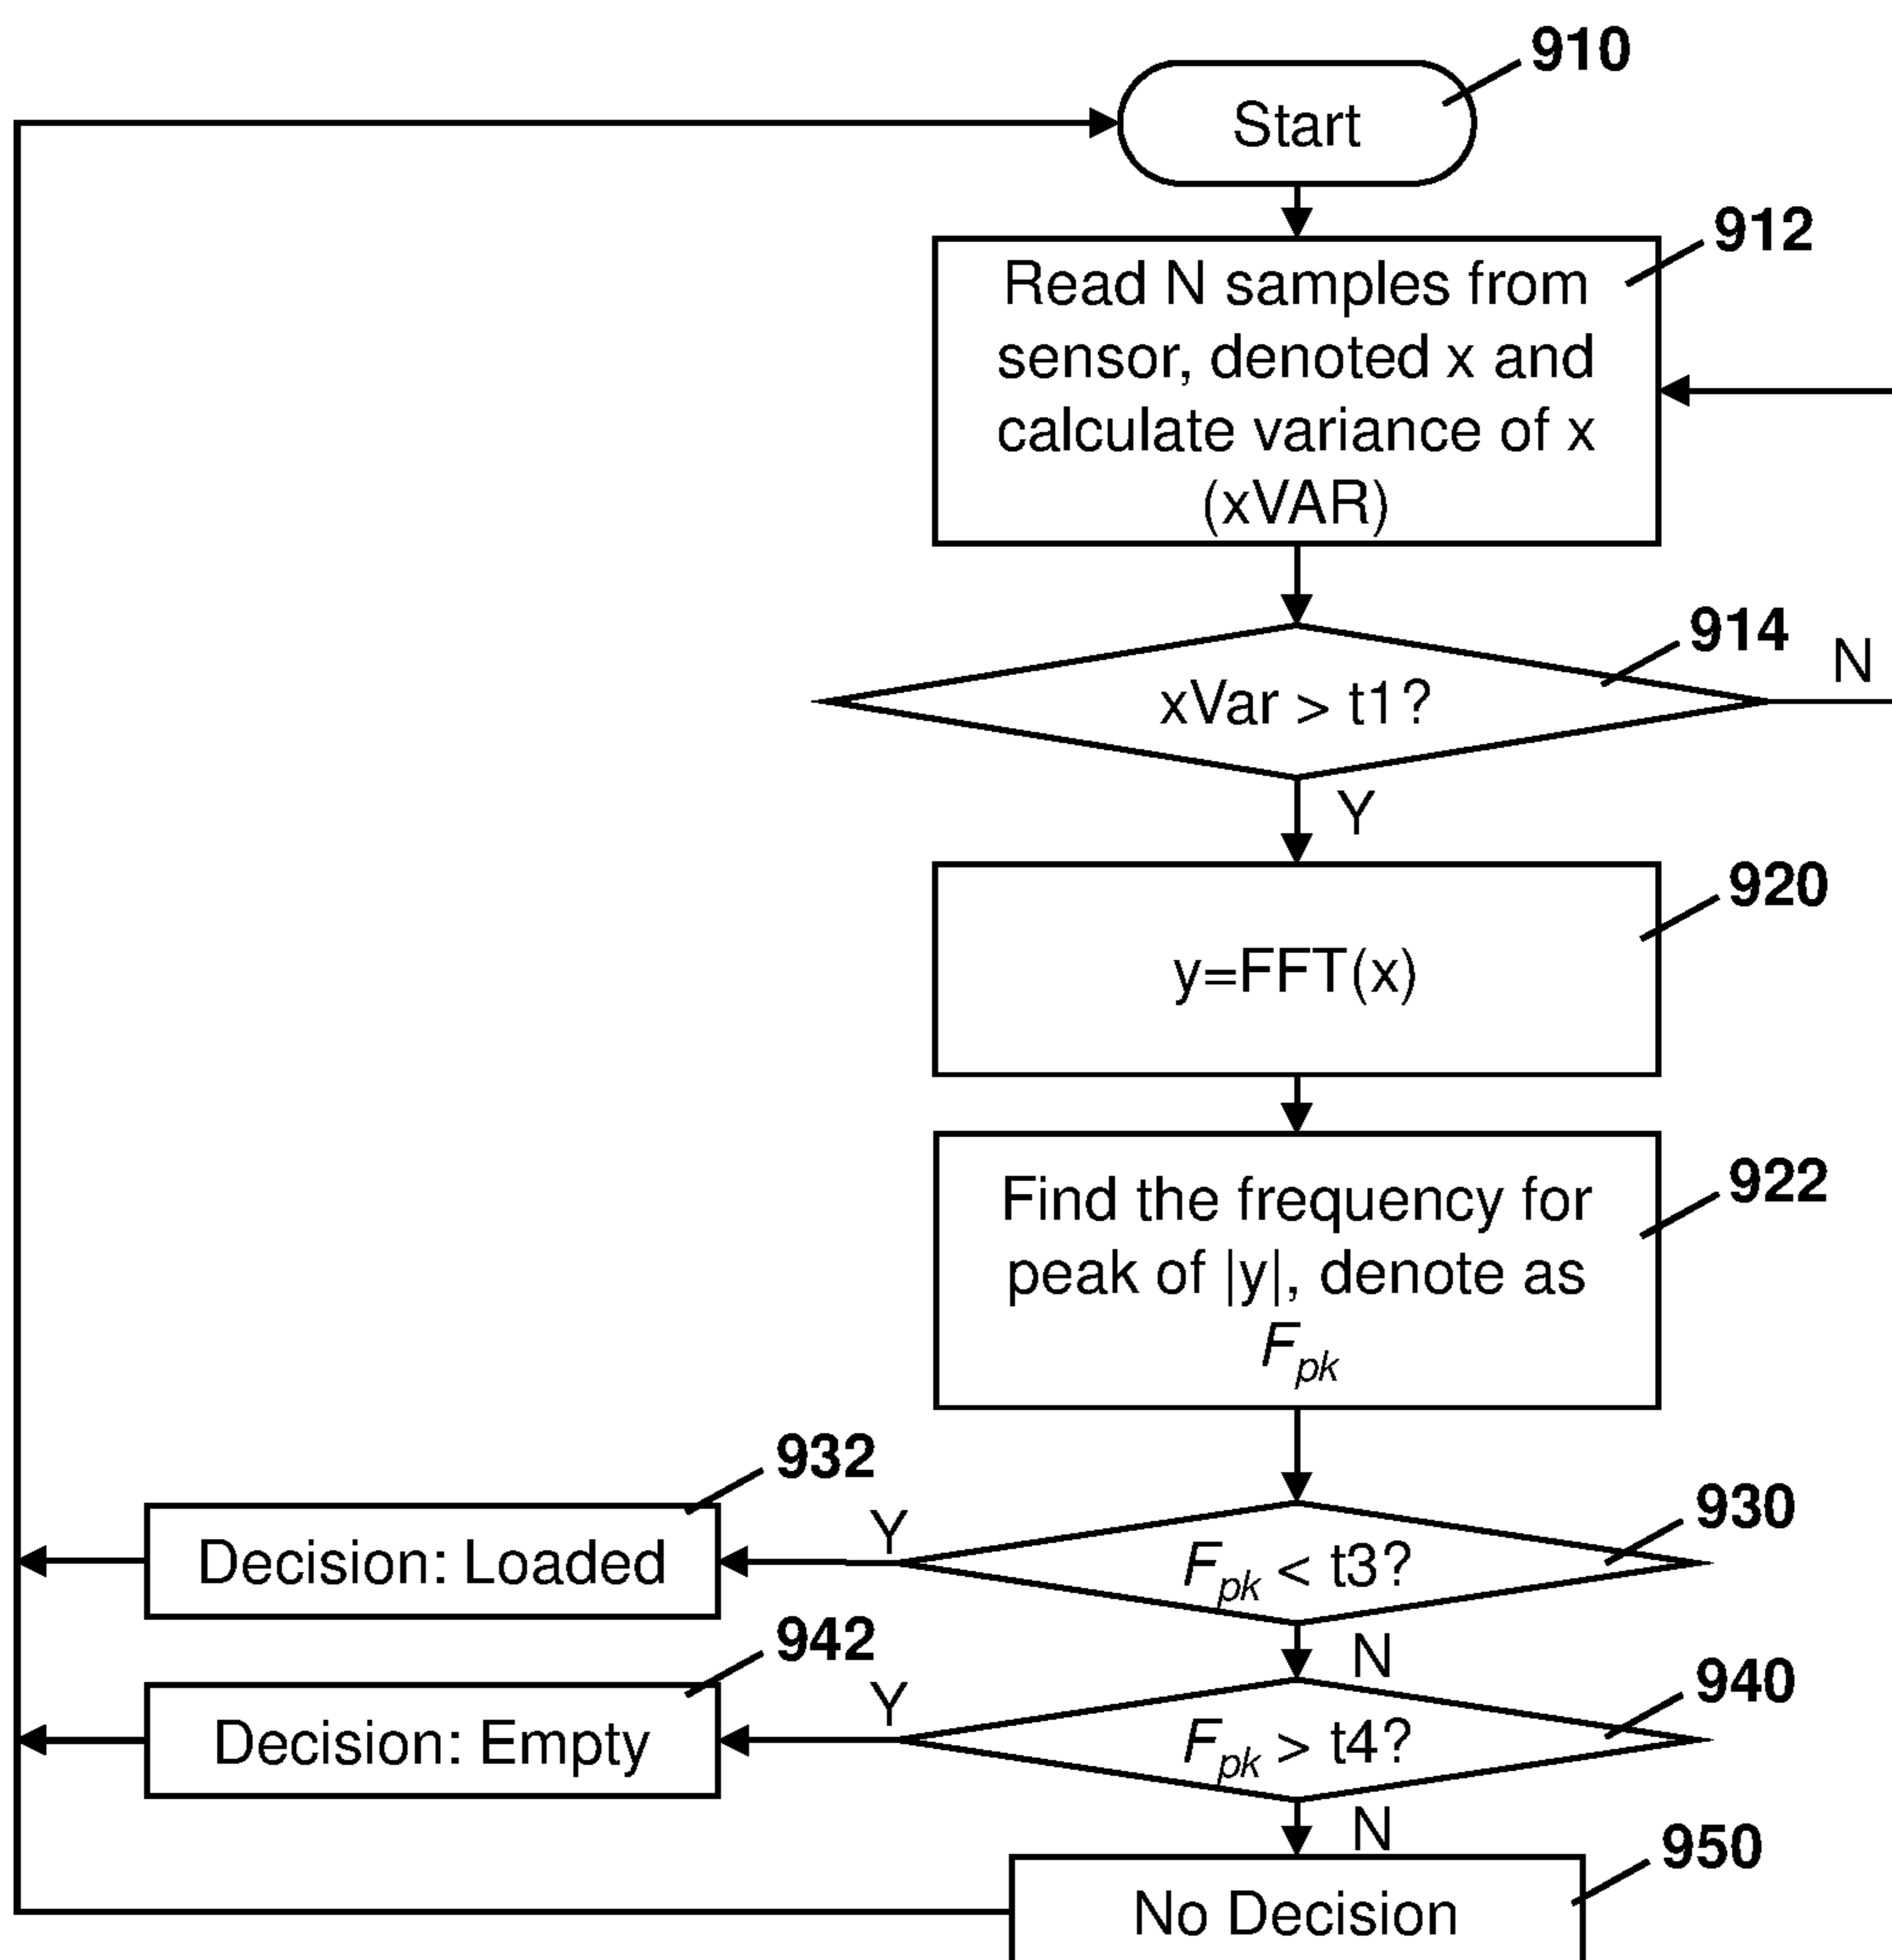 910
Start
912
Read N samples from
sensor, denoted x and
calculate variance of x
(xVAR)
914
xVar > t1?
N
Y
920
y=FFT(x)
922
Find the frequency for
peak of |y|, denote as
Fpk
932
930
Decision: Loaded
Y
Fpk < t3?
N
942
940
Decision: Empty
Y
Fpk > t4?
N
950
No Decision